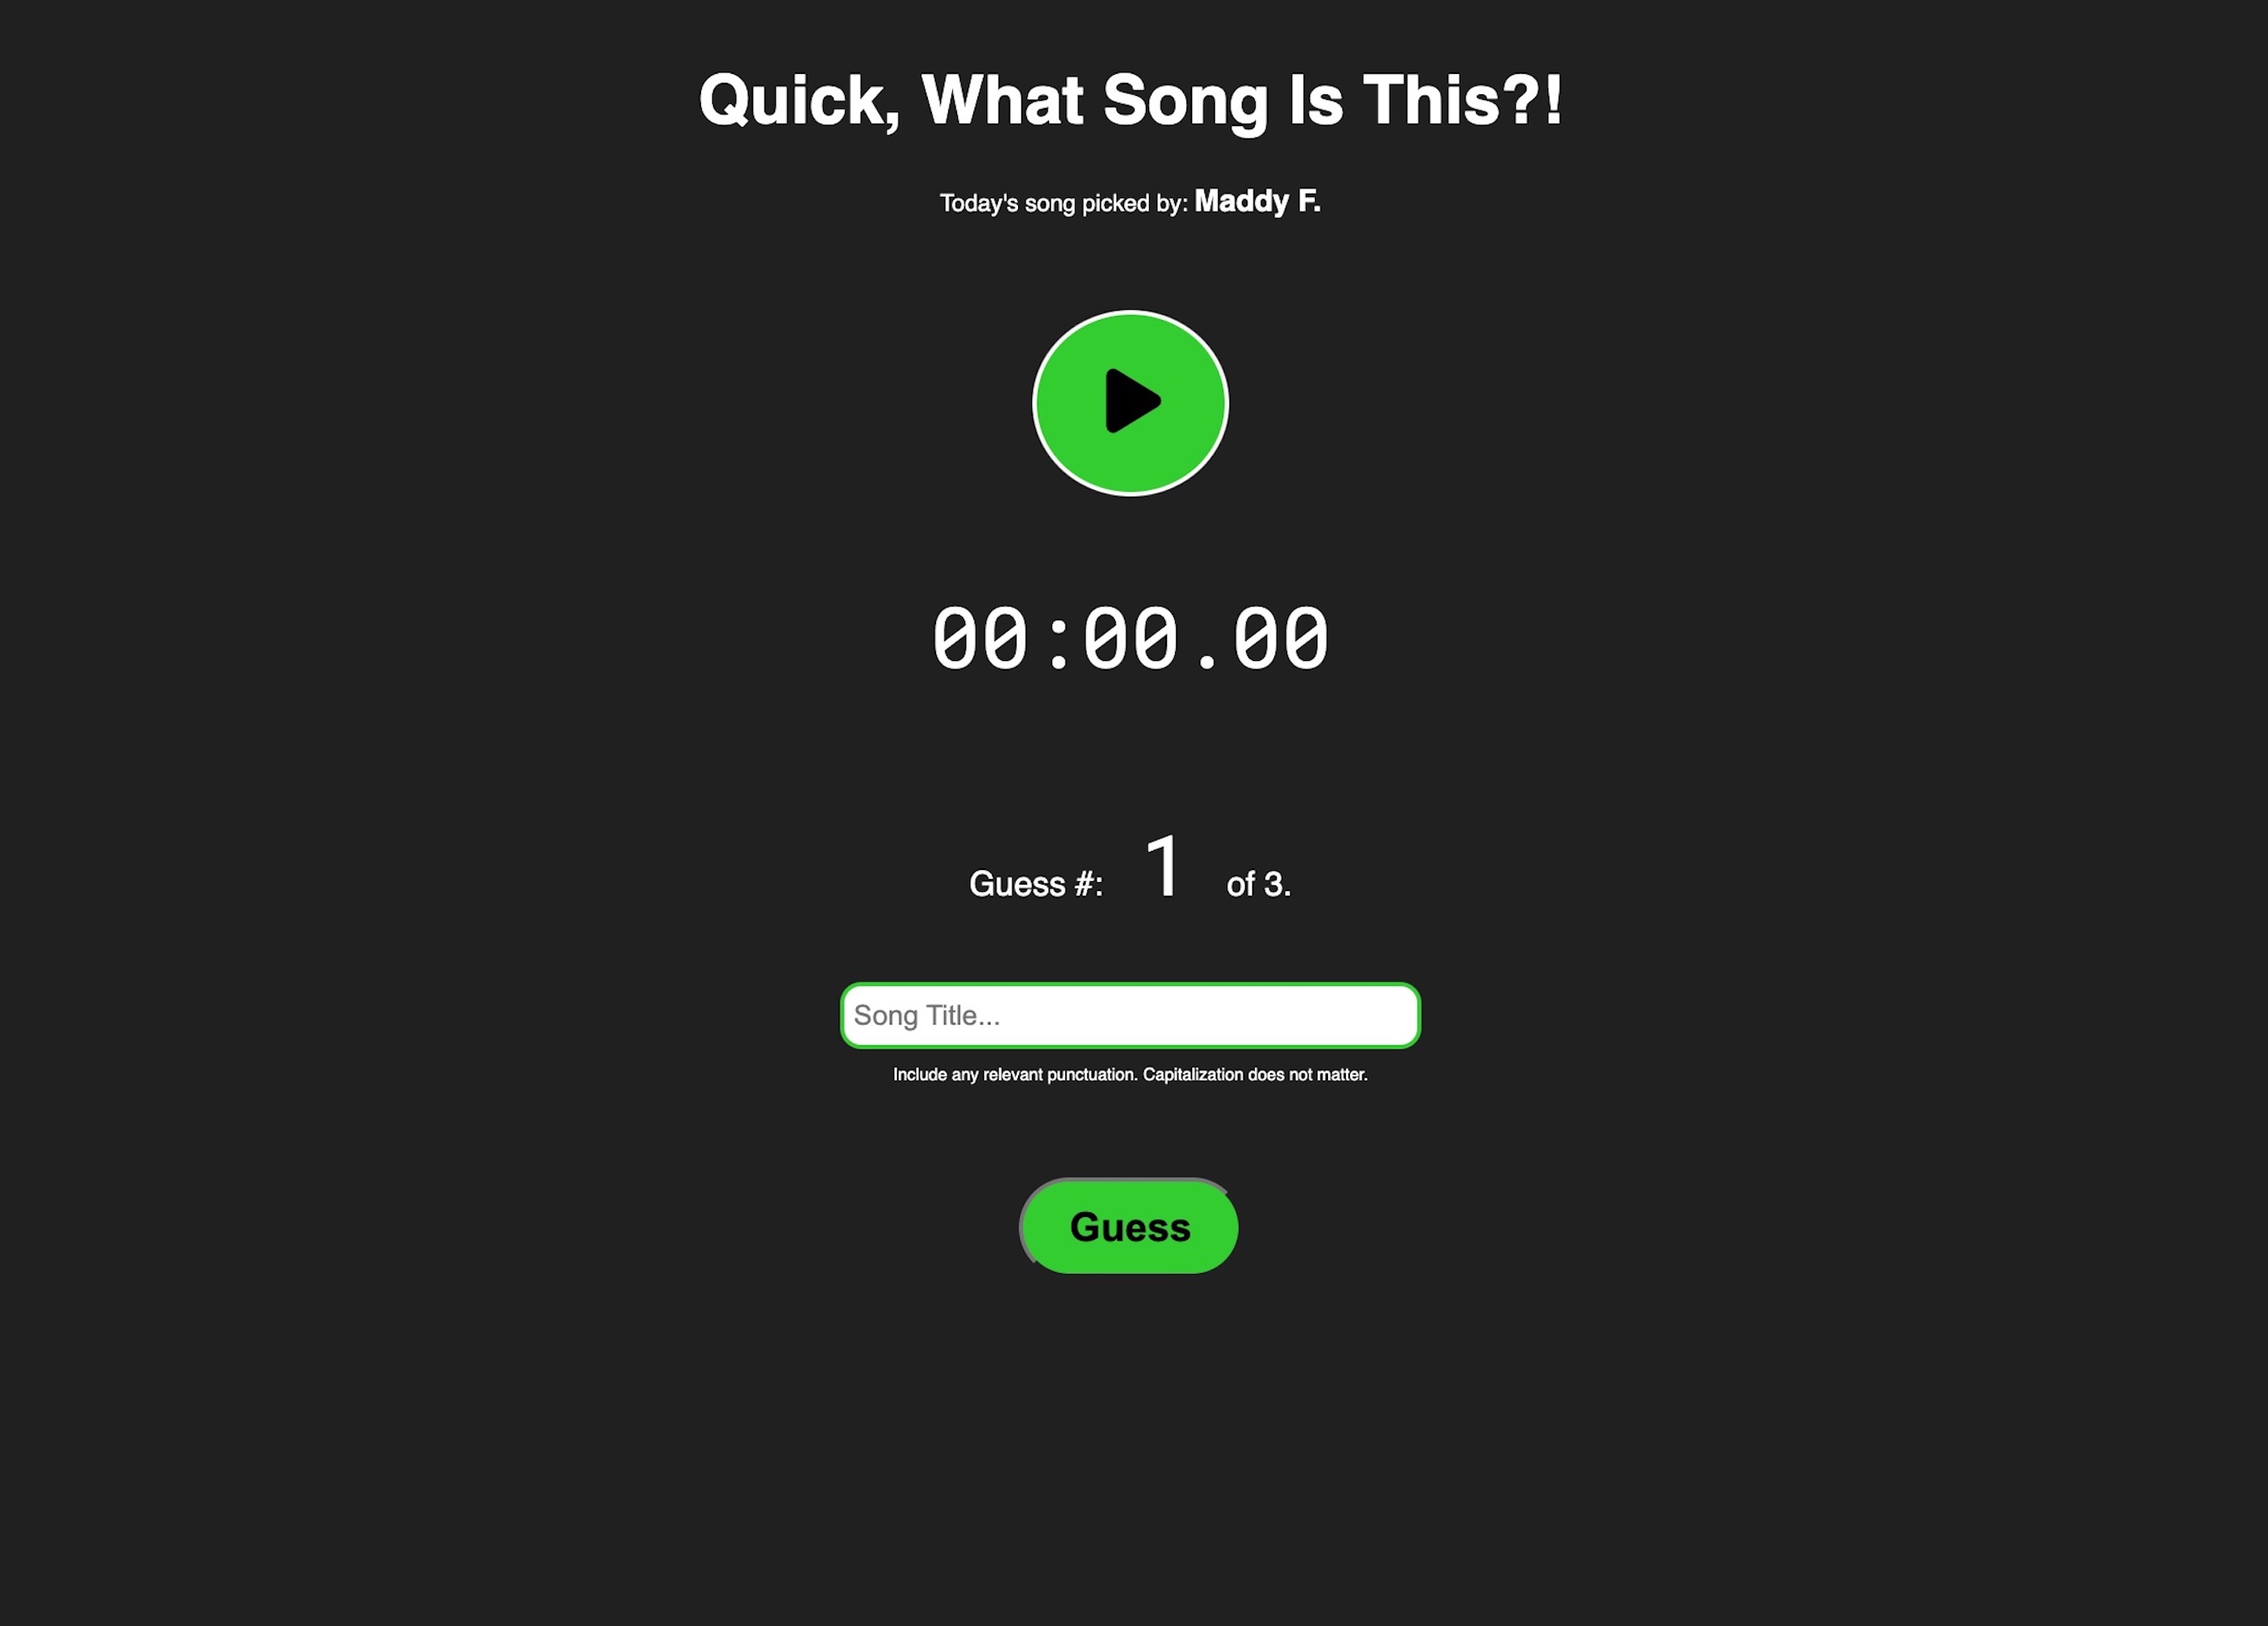 Quick, What Song Is This?!
Today's song picked by: Maddy F.
00:00.00
Guess #: 1 of 3.
Song Title...
Include any relevant punctuation. Capitalization does not matter.
Guess